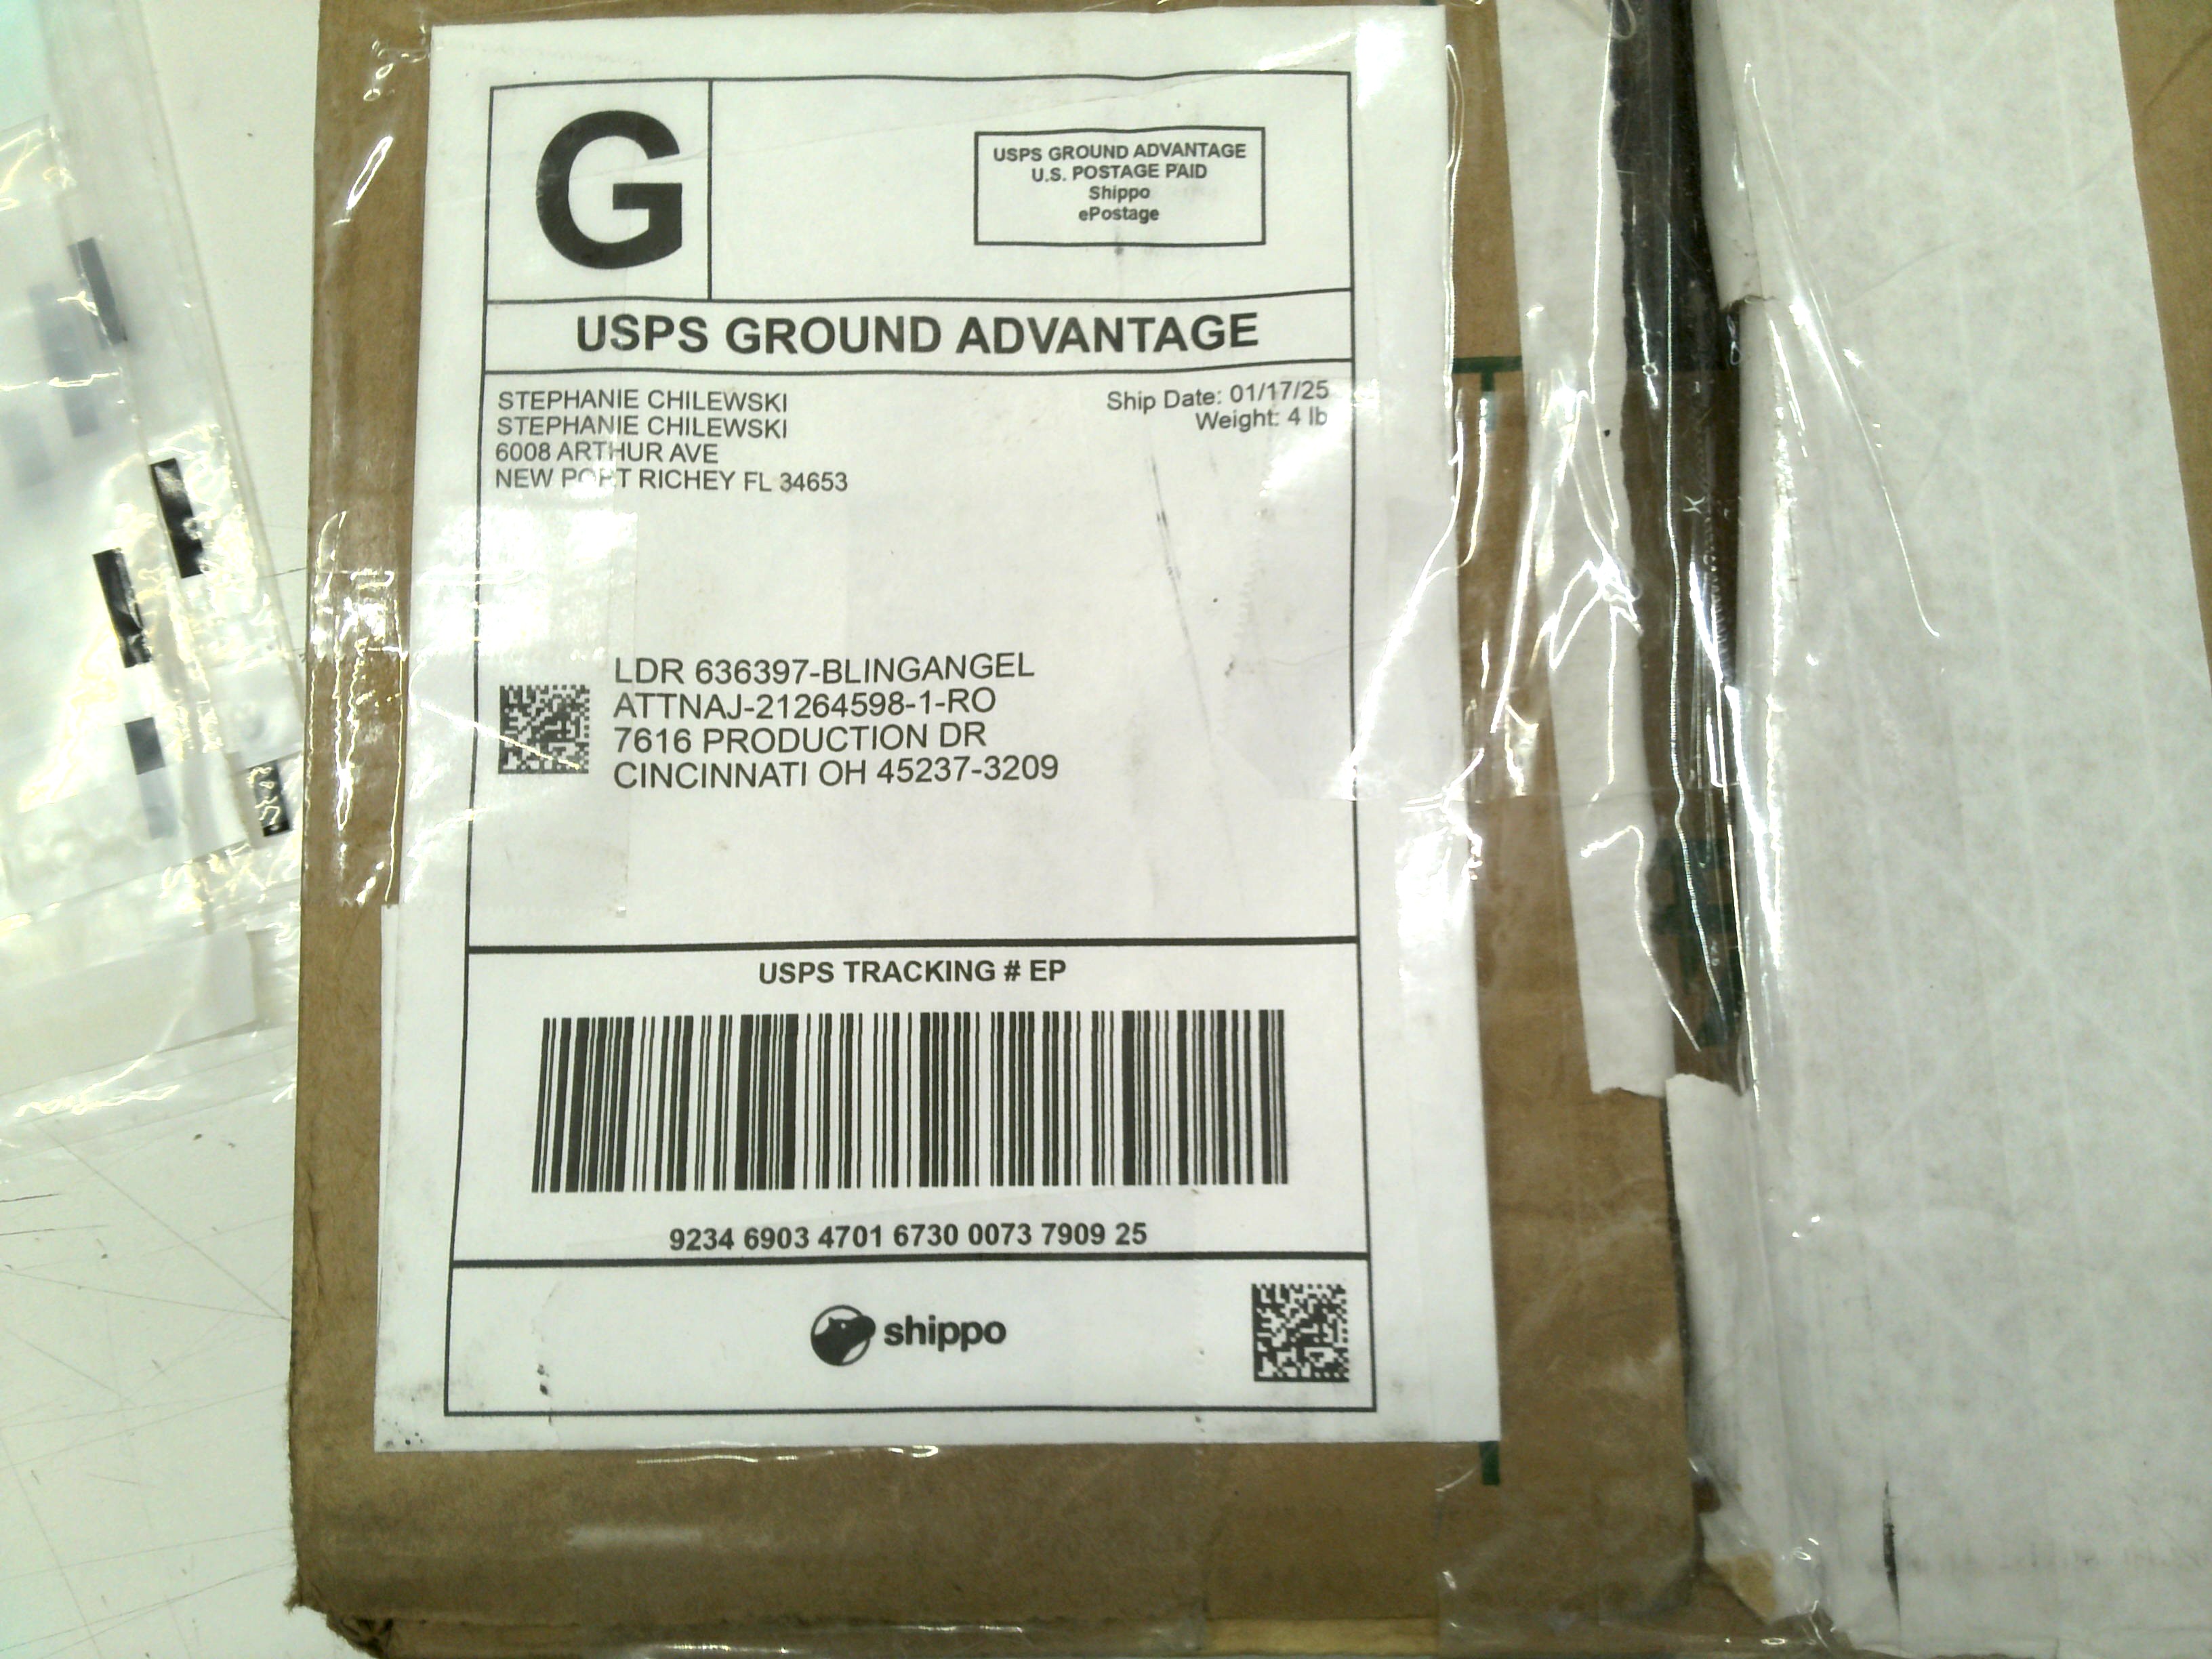 G
USPS GROUND ADVANTAGE
U.S. POSTAGE PAID
Shippo
ePostage
USPS GROUND ADVANTAGE
STEPHANIE CHILEWSKI
STEPHANIE CHILEWSKI
6008 ARTHUR AVE
NEW PORT RICHEY FL 34653
Ship Date: 01/17/25
Weight: 4 lb
LDR 636397-BLINGANGEL
ATTNAJ-21264598-1-RO
7616 PRODUCTION DR
CINCINNATI OH 45237-3209
USPS TRACKING # EP
9234 6903 4701 6730 0073 7909 25
shippo